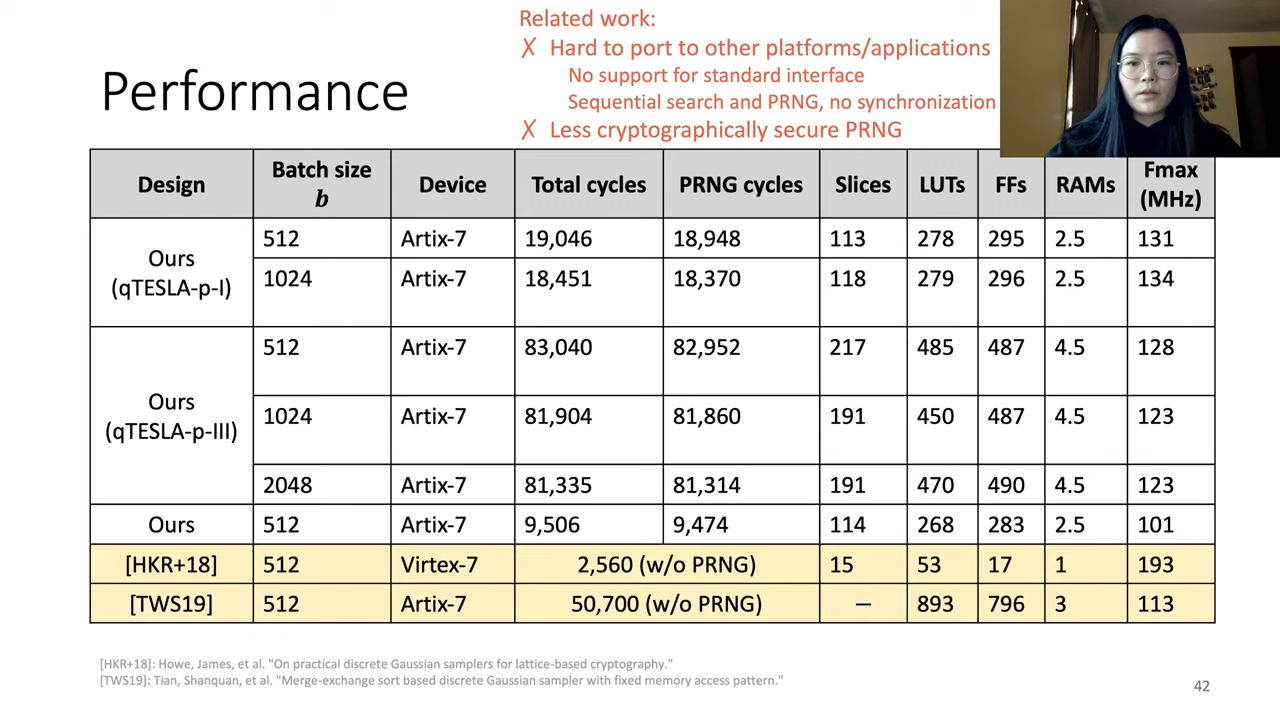 Related work:
✗ Hard to port to other platforms/applications
No support for standard interface
Sequential search and PRNG, no synchronization
✗ Less cryptographically secure PRNG
Performance
Design Batch size b Device Total cycles PRNG cycles Slices LUTs FFs RAMs Fmax (MHz)
Ours (qTESLA-p-I) 512 Artix-7 19,046 18,948 113 278 295 2.5 131
1024 Artix-7 18,451 18,370 118 279 296 2.5 134
Ours (qTESLA-p-III) 512 Artix-7 83,040 82,952 217 485 487 4.5 128
1024 Artix-7 81,904 81,860 191 450 487 4.5 123
2048 Artix-7 81,335 81,314 191 470 490 4.5 123
Ours 512 Artix-7 9,506 9,474 114 268 283 2.5 101
[HKR+18] 512 Virtex-7 2,560 (w/o PRNG) 15 53 17 1 193
[TWS19] 512 Artix-7 50,700 (w/o PRNG) – 893 796 3 113
[HKR+18]: Howe, James, et al. "On practical discrete Gaussian samplers for lattice-based cryptography."
[TWS19]: Tian, Shanquan, et al. "Merge-exchange sort based discrete Gaussian sampler with fixed memory access pattern."
42